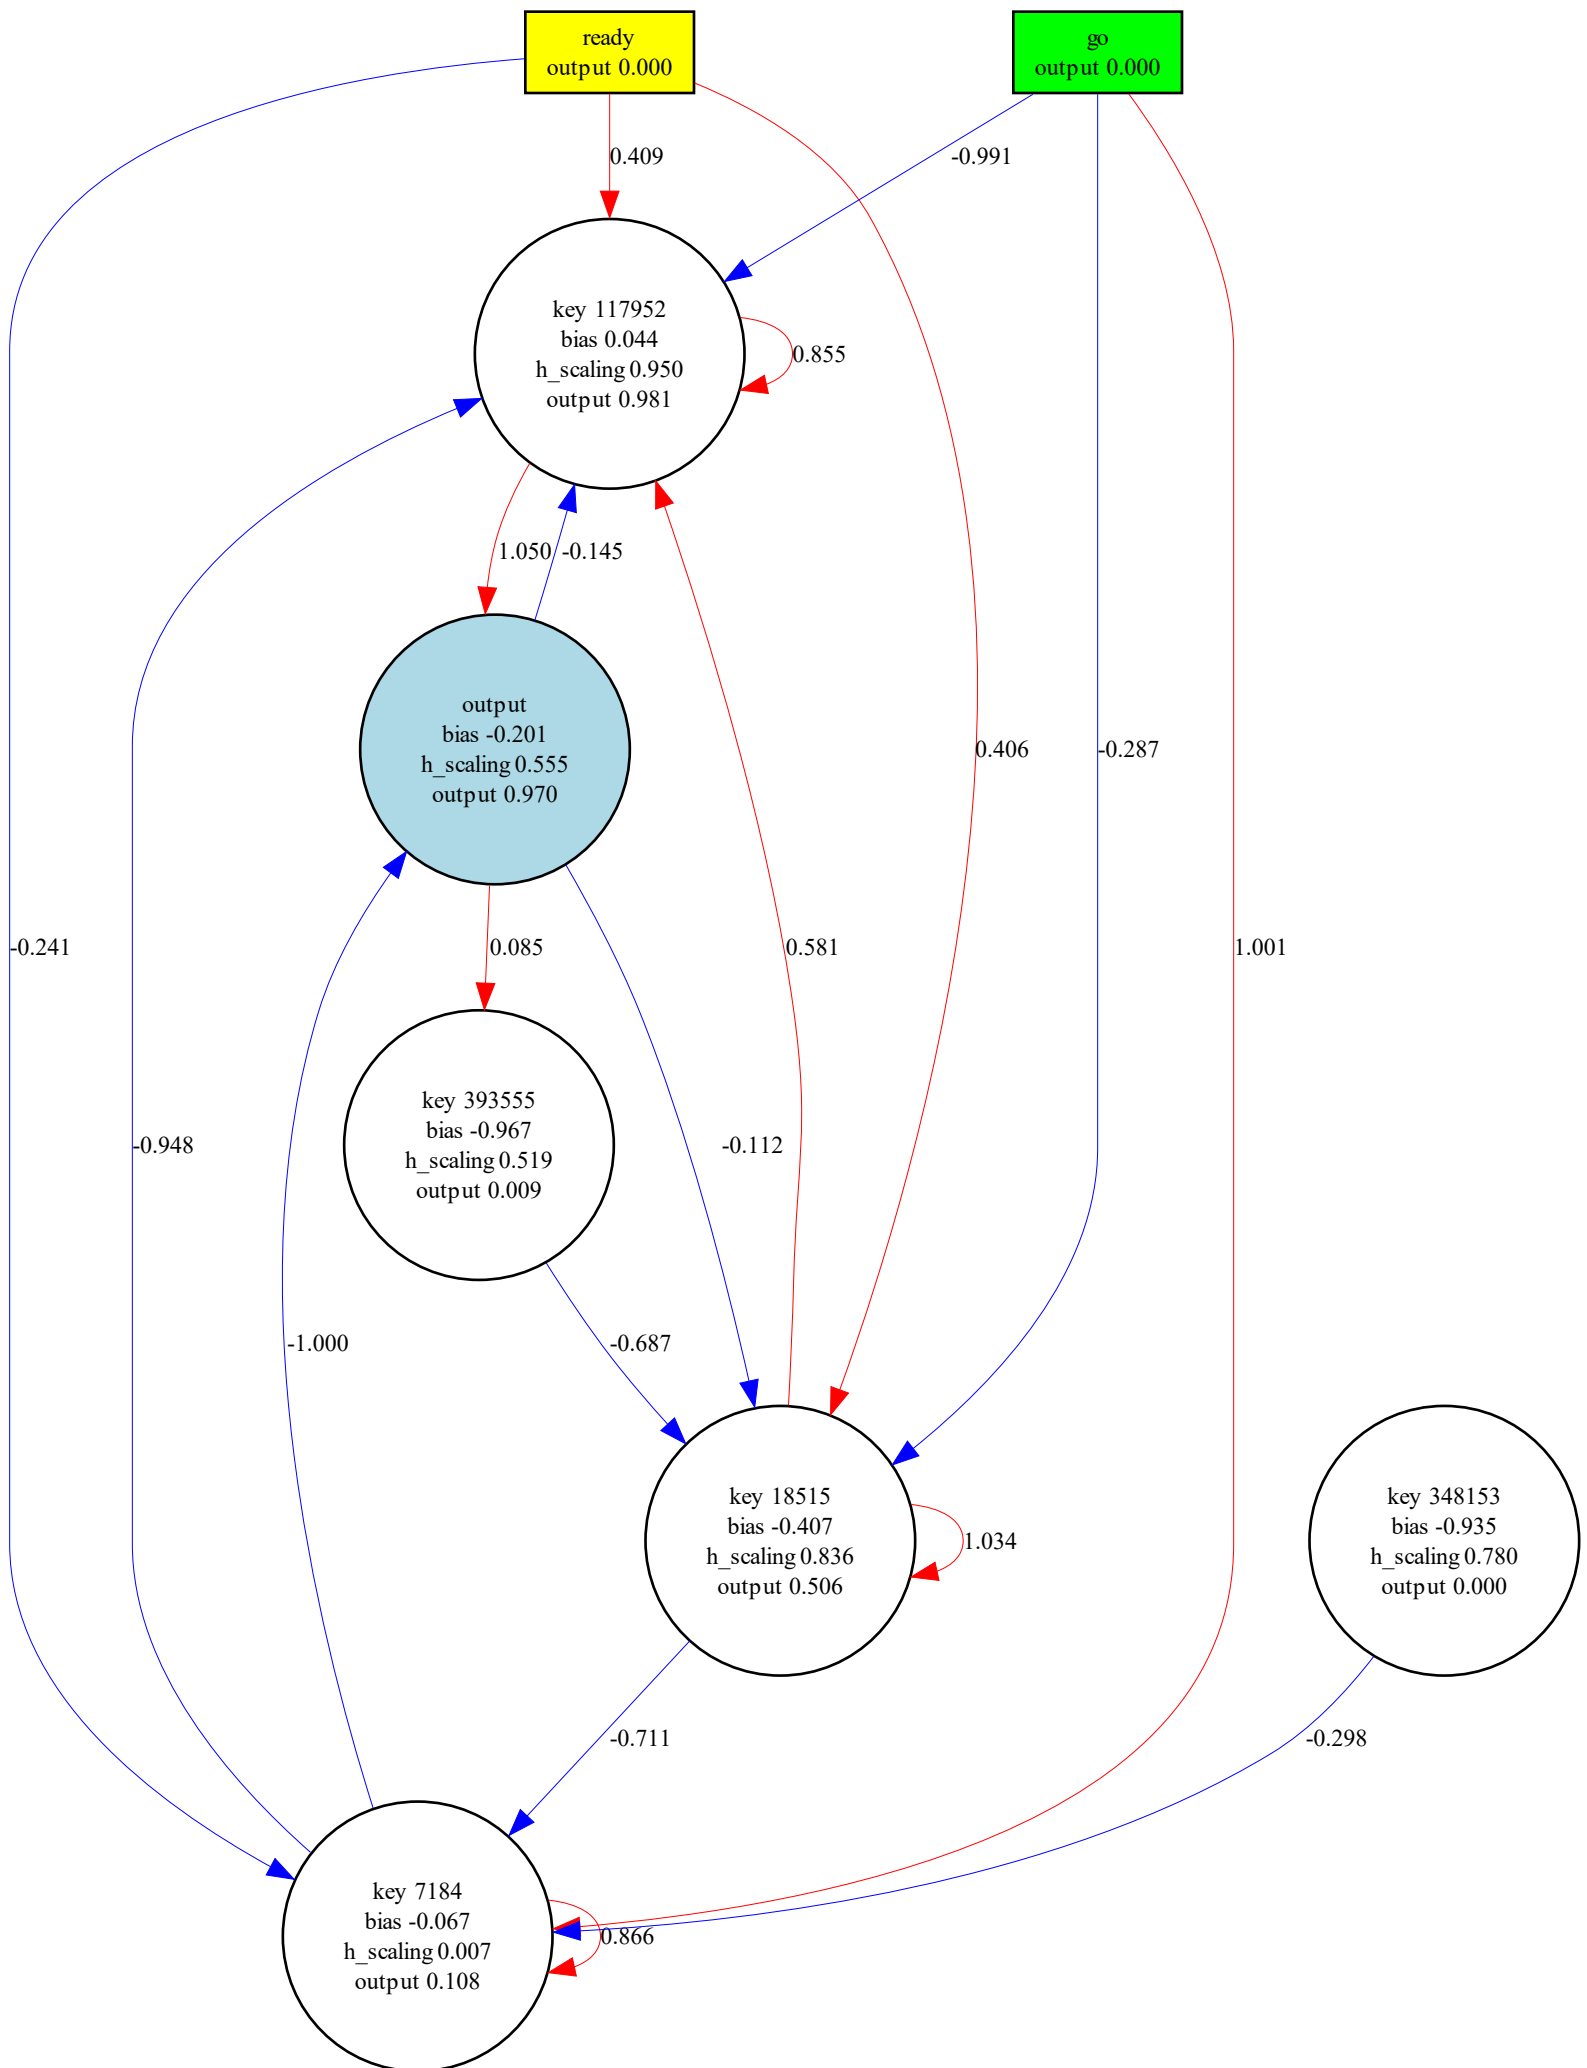 ready
output 0.000
go
output 0.000
0.409
-0.991
key 117952
bias 0.044
h_scaling 0.950
output 0.981
0.855
1.050
-0.145
output
bias -0.201
h_scaling 0.555
output 0.970
0.406
-0.287
-0.241
0.085
0.581
1.001
key 393555
bias -0.967
h_scaling 0.519
output 0.009
-0.948
-0.112
-1.000
-0.687
key 18515
bias -0.407
h_scaling 0.836
output 0.506
1.034
key 348153
bias -0.935
h_scaling 0.780
output 0.000
-0.711
-0.298
key 7184
bias -0.067
h_scaling 0.007
output 0.108
0.866